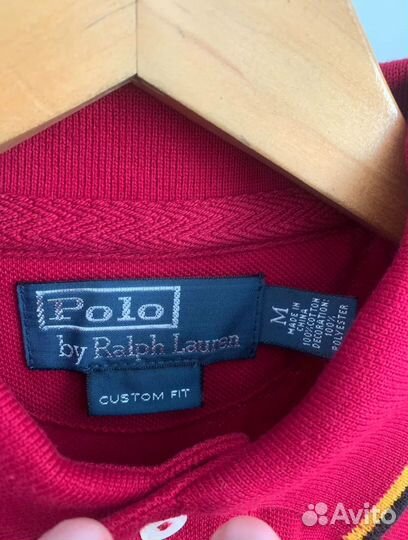 Polo
by Ralph Lauren
CUSTOM FIT
M
MADE IN
CHINA
100%COTTON
DECORATION:
100%
POLYESTER
Avito